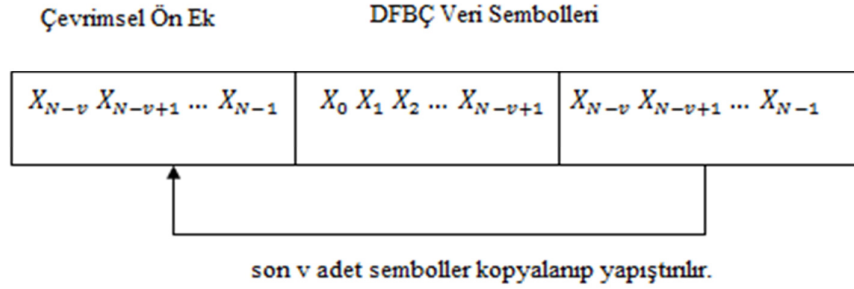 Çevrimsel Ön Ek
DFBÇ Veri Sembolleri
X_{N-v} X_{N-v+1} ... X_{N-1}
X_0 X_1 X_2 ... X_{N-v+1}
X_{N-v} X_{N-v+1} ... X_{N-1}
son v adet semboller kopyalanıp yapıştırılır.